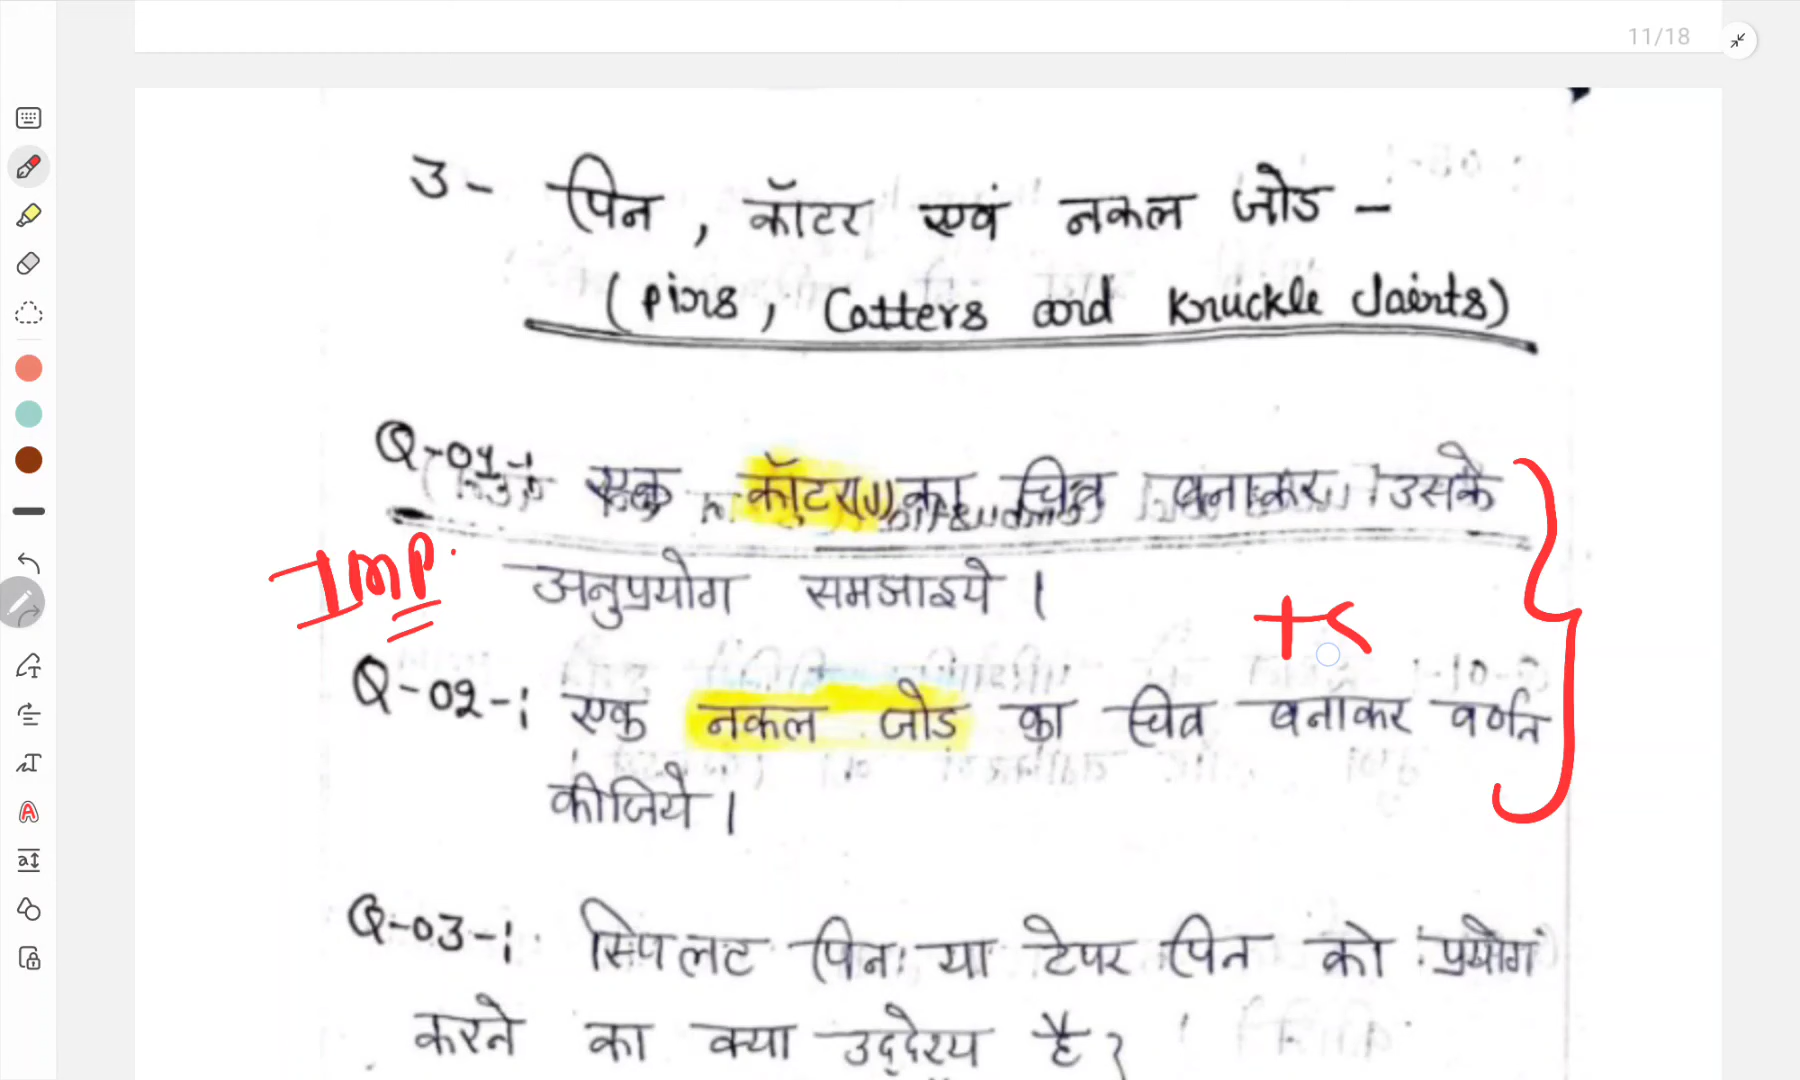 11/18
3- पिन, कॉटर एवं नकल जोड -
(Pins, Cotters and Knuckle Joints)
Q-01-: एक कॉटर का चित्र बनाकर उसके
Imp.
अनुप्रयोग समजाइये ।
Q-02-: एक नकल जोड का चित्र बनाकर वर्णन
कीजिये ।
Q-03-: स्पिलट पिन या टेपर पिन को प्रयोग
करने का क्या उद्देश्य है ?